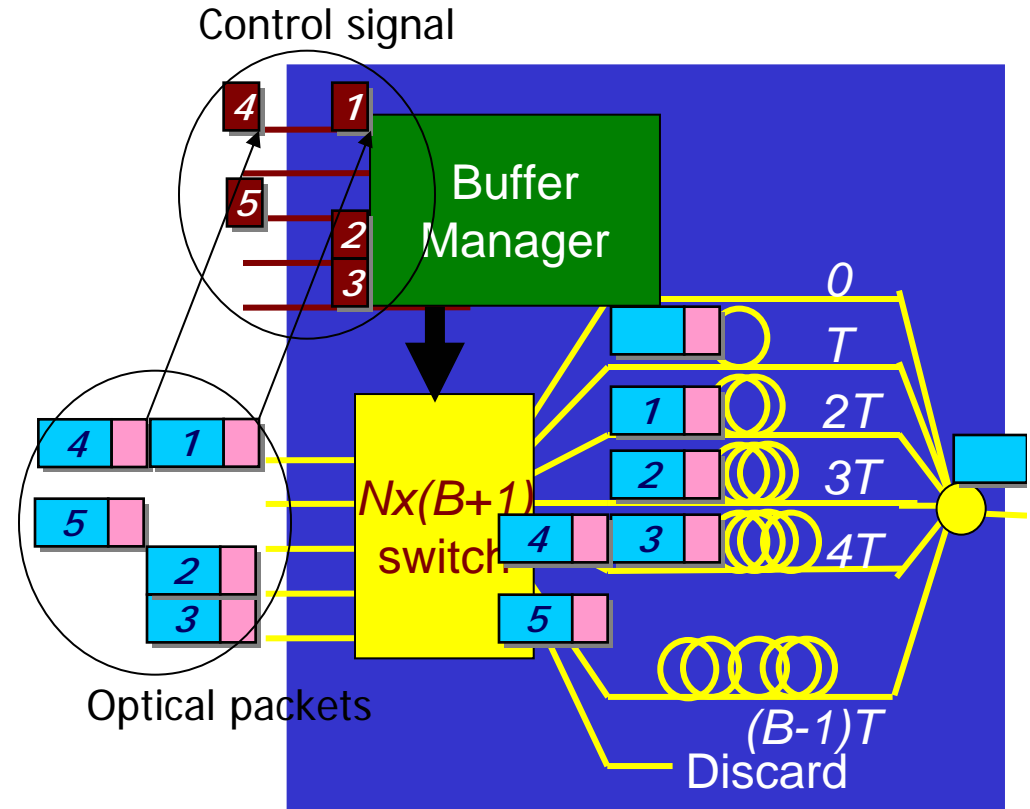 Control signal
4 1
5
2
3
Buffer
Manager
0
T
1
2T
2
3T
4 3
4T
5
(B-1)T
Discard
Nx(B+1)
switch
4 1
5
2
3
Optical packets